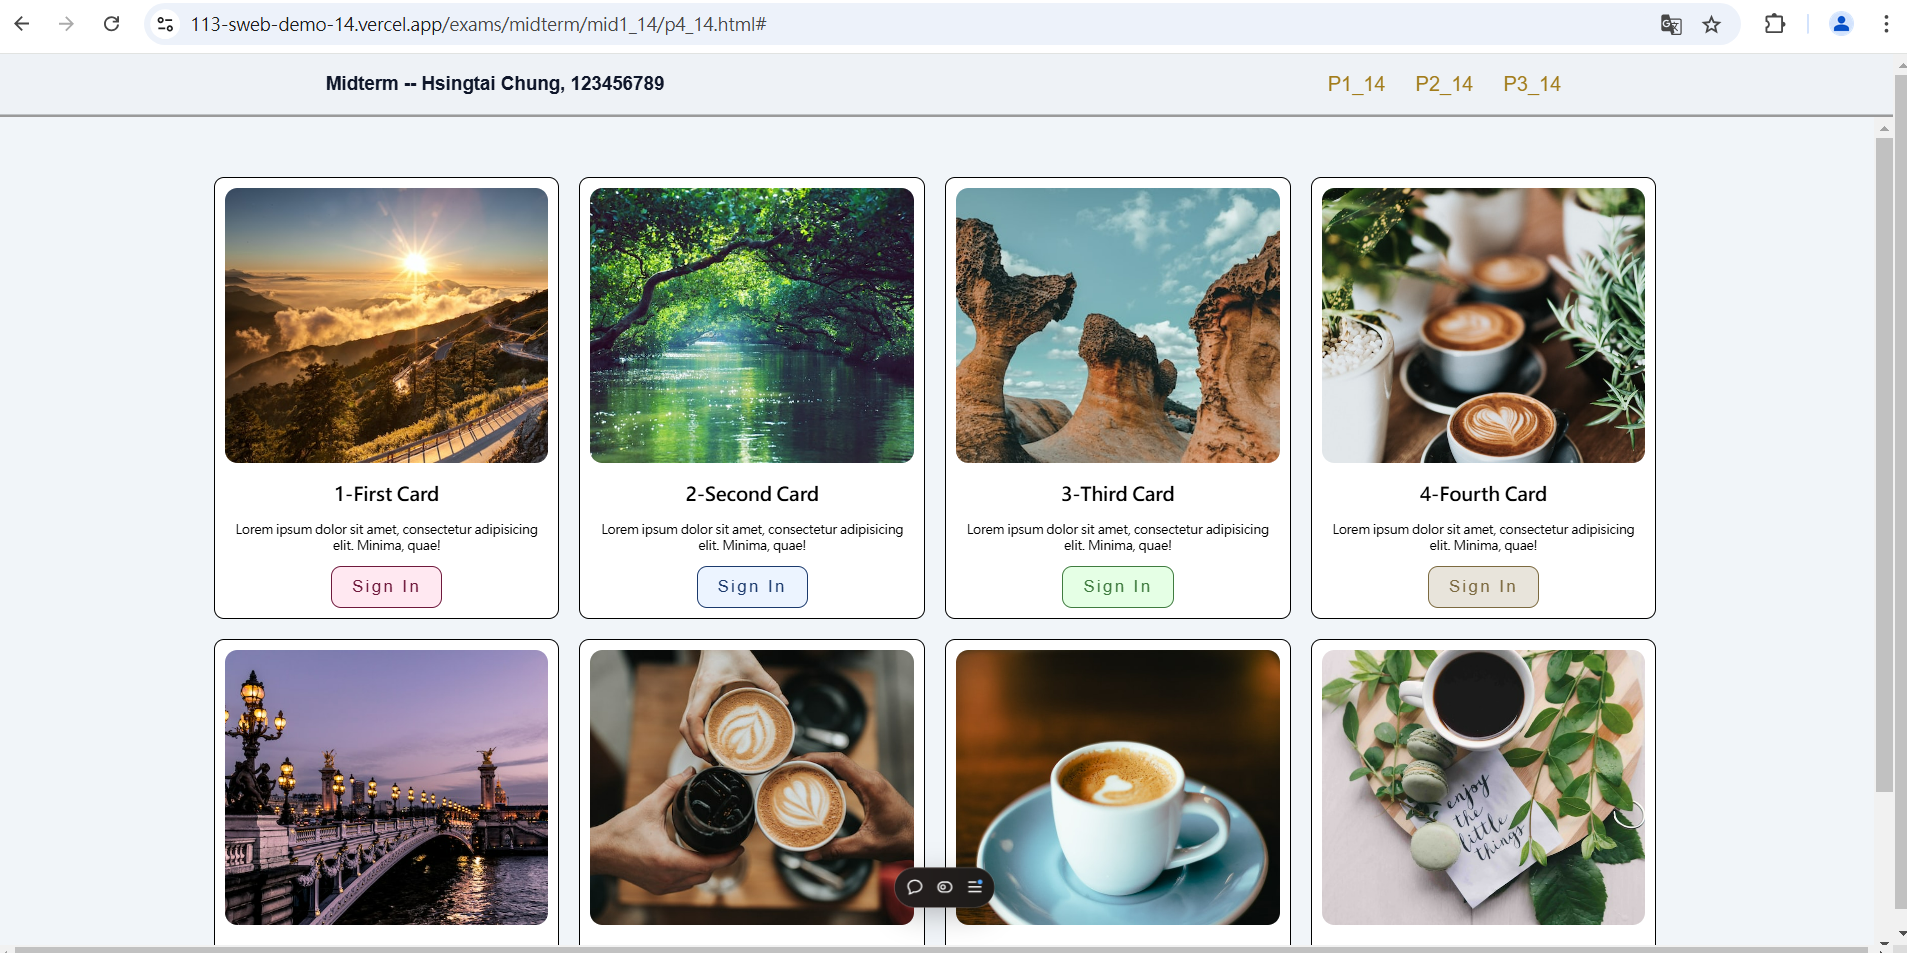 113-sweb-demo-14.vercel.app/exams/midterm/mid1_14/p4_14.html#
Midterm -- Hsingtai Chung, 123456789
P1_14 P2_14 P3_14
1-First Card
Lorem ipsum dolor sit amet, consectetur adipisicing
elit. Minima, quae!
Sign In
2-Second Card
Lorem ipsum dolor sit amet, consectetur adipisicing
elit. Minima, quae!
Sign In
3-Third Card
Lorem ipsum dolor sit amet, consectetur adipisicing
elit. Minima, quae!
Sign In
4-Fourth Card
Lorem ipsum dolor sit amet, consectetur adipisicing
elit. Minima, quae!
Sign In
enjoy
the
little
things